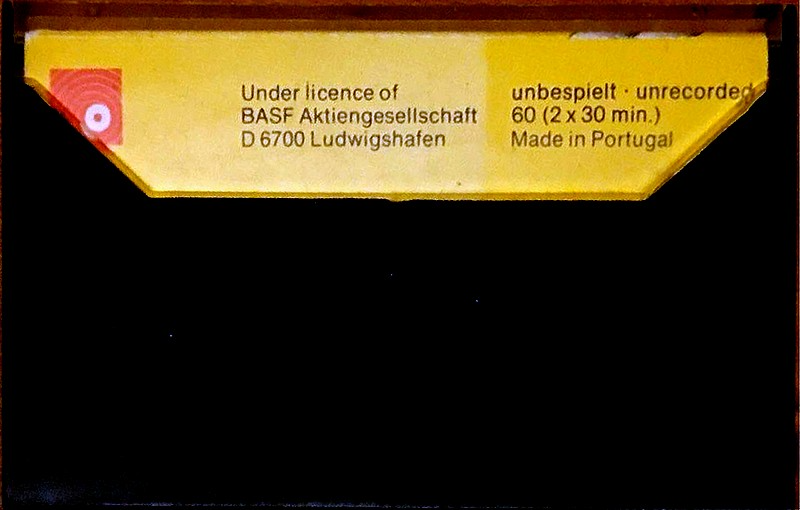 Under licence of
BASF Aktiengesellschaft
D 6700 Ludwigshafen
unbespielt · unrecorded
60 (2 x 30 min.)
Made in Portugal